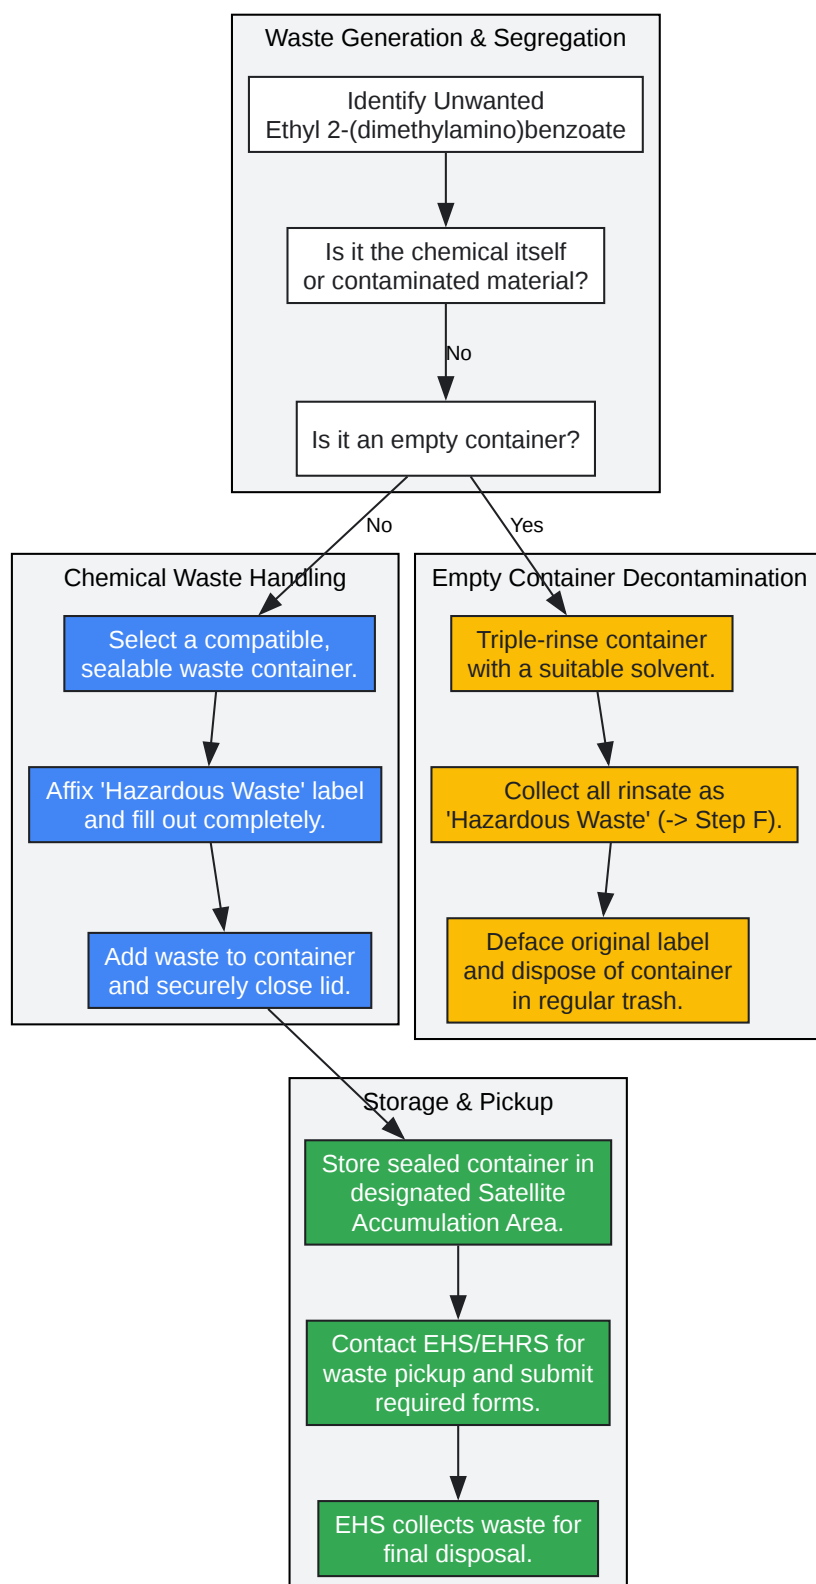 Waste Generation & Segregation
Identify Unwanted
Ethyl 2-(dimethylamino)benzoate
Is it the chemical itself
or contaminated material?
No
Is it an empty container?
No
Yes
Chemical Waste Handling
Select a compatible,
sealable waste container.
Affix 'Hazardous Waste' label
and fill out completely.
Add waste to container
and securely close lid.
Empty Container Decontamination
Triple-rinse container
with a suitable solvent.
Collect all rinsate as
'Hazardous Waste' (-> Step F).
Deface original label
and dispose of container
in regular trash.
Storage & Pickup
Store sealed container in
designated Satellite
Accumulation Area.
Contact EHS/EHRS for
waste pickup and submit
required forms.
EHS collects waste for
final disposal.